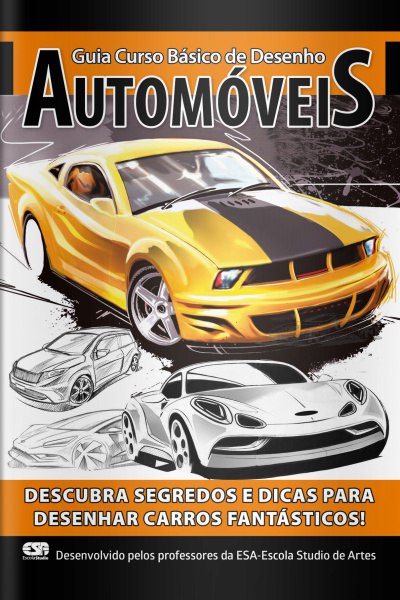 Guia Curso Básico de Desenho
AUTOMÓVEIS
DESCUBRA SEGREDOS E DICAS PARA
DESENHAR CARROS FANTÁSTICOS!
ESA
EscolaStudio
Desenvolvido pelos professores da ESA-Escola Studio de Artes